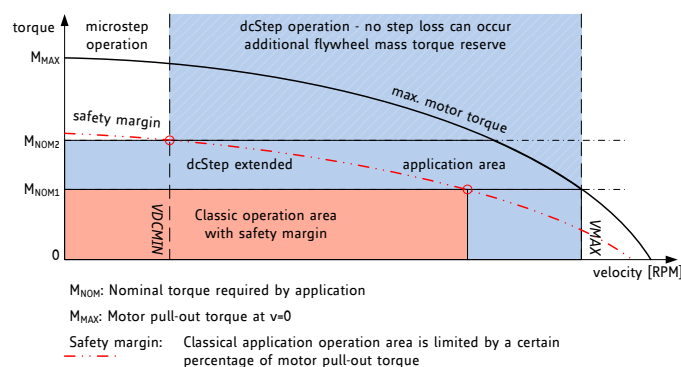 torque
microstep
operation
dcStep operation - no step loss can occur
additional flywheel mass torque reserve
MMAX
safety margin
max. motor torque
MNOM2
dcStep extended
application area
MNOM1
Classic operation area
with safety margin
VDCMIN
VMAX
0
velocity [RPM]
MNOM: Nominal torque required by application
MMAX: Motor pull-out torque at v=0
Safety margin: Classical application operation area is limited by a certain
percentage of motor pull-out torque